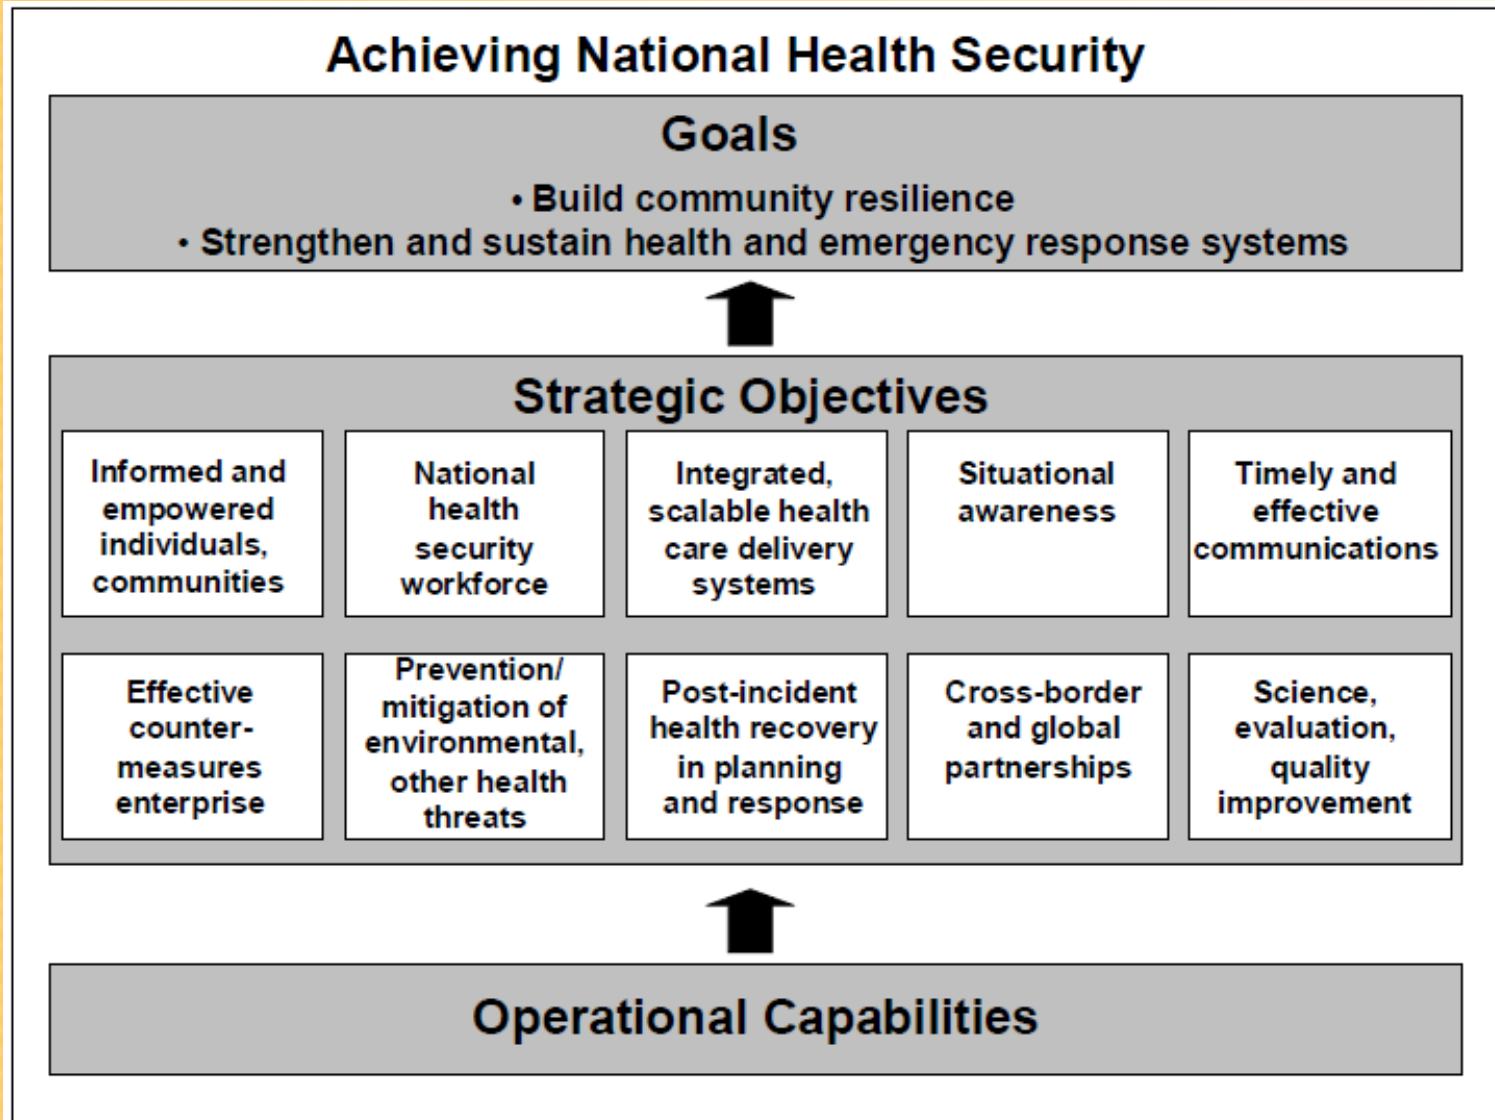 Achieving National Health Security
Goals
• Build community resilience
• Strengthen and sustain health and emergency response systems
Strategic Objectives
Informed and
empowered
individuals,
communities
National
health
security
workforce
Integrated,
scalable health
care delivery
systems
Situational
awareness
Timely and
effective
communications
Effective
counter-
measures
enterprise
Prevention/
mitigation of
environmental,
other health
threats
Post-incident
health recovery
in planning
and response
Cross-border
and global
partnerships
Science,
evaluation,
quality
improvement
Operational Capabilities